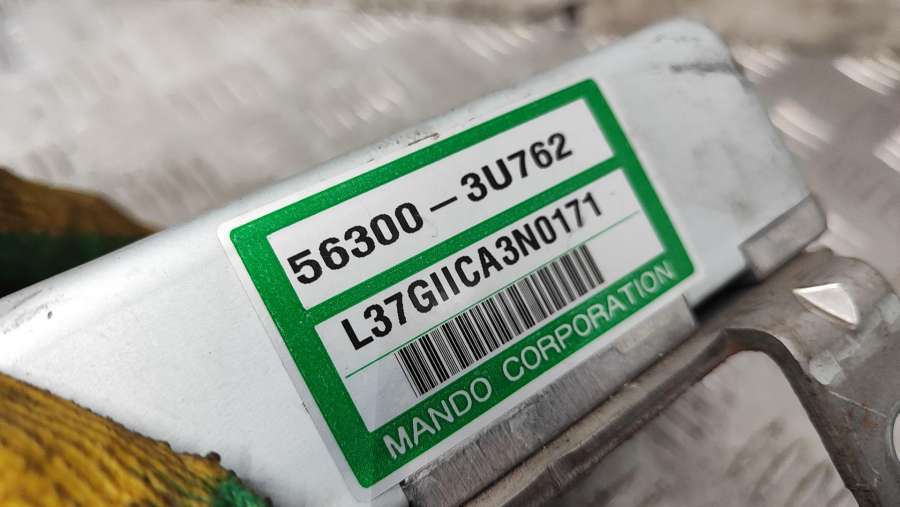 56300-3U762
L37GIICA3N0171
MANDO CORPORATION